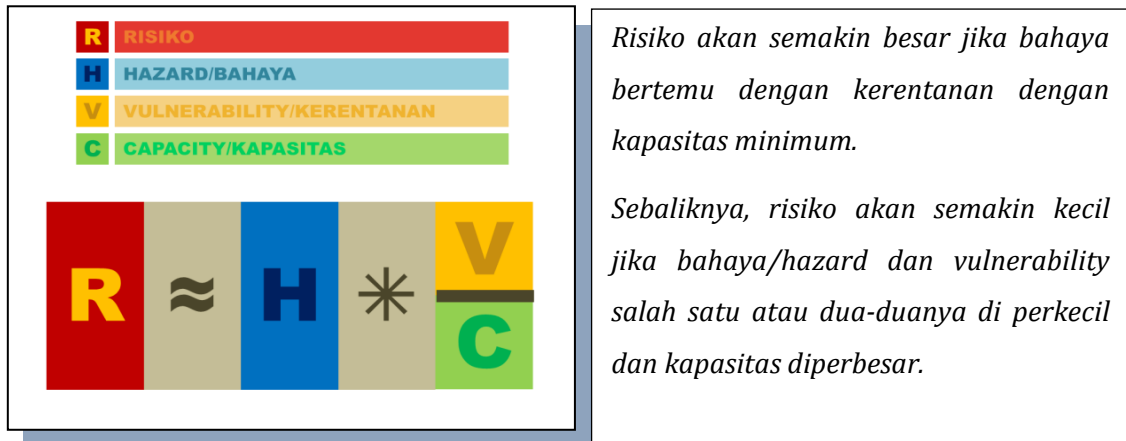 R RISIKO
H HAZARD/BAHAYA
V VULNERABILITY/KERENTANAN
C CAPACITY/KAPASITAS
R ≈ H * V
C
Risiko akan semakin besar jika bahaya
bertemu dengan kerentanan dengan
kapasitas minimum.
Sebaliknya, risiko akan semakin kecil
jika bahaya/hazard dan vulnerability
salah satu atau dua-duanya di perkecil
dan kapasitas diperbesar.